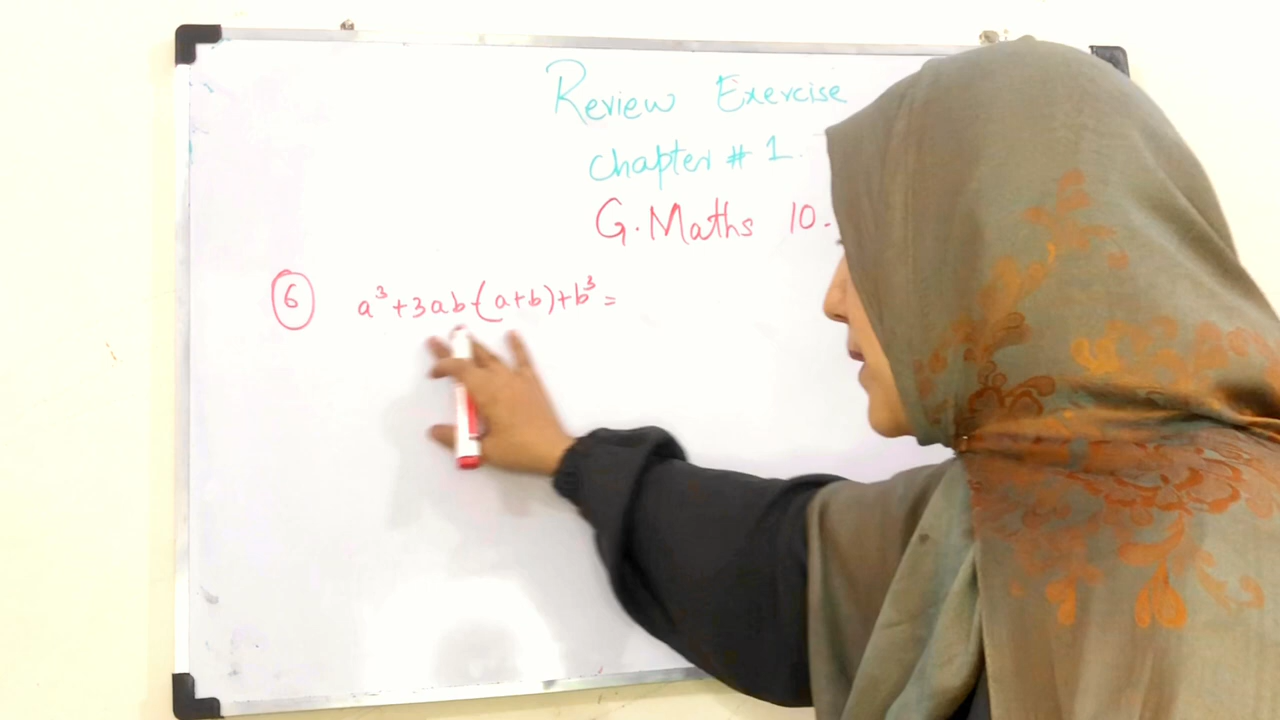 Review Exercise
Chapter # 1.
G. Maths 10.
6 a³ + 3ab (a+b) + b³ =